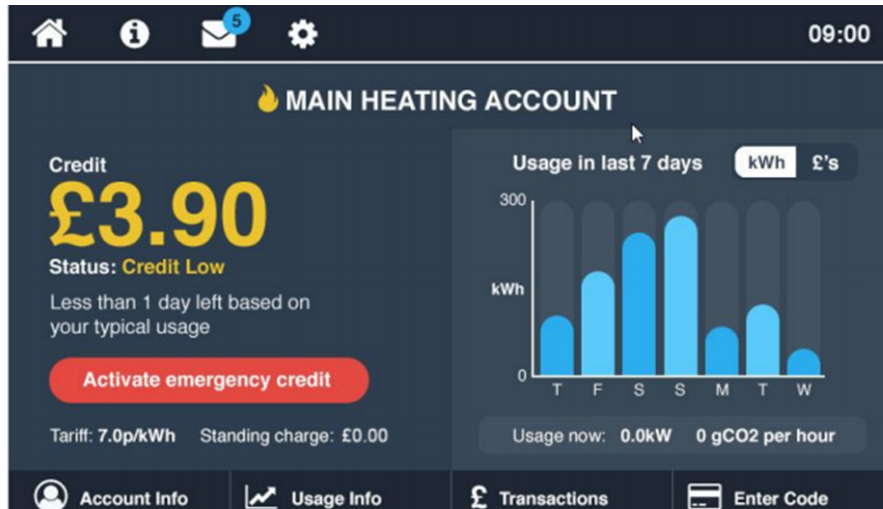 5
09:00
MAIN HEATING ACCOUNT
Credit
£3.90
Status: Credit Low
Less than 1 day left based on
your typical usage
Activate emergency credit
Tariff: 7.0p/kWh Standing charge: £0.00
Usage in last 7 days kWh £'s
300
kWh
0
T F S S M T W
Usage now: 0.0kW 0 gCO2 per hour
Account Info Usage Info £ Transactions Enter Code